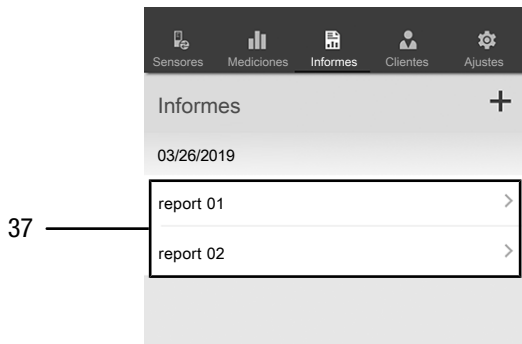 Sensores Mediciones Informes Clientes Ajustes
Informes
03/26/2019
report 01
37
report 02